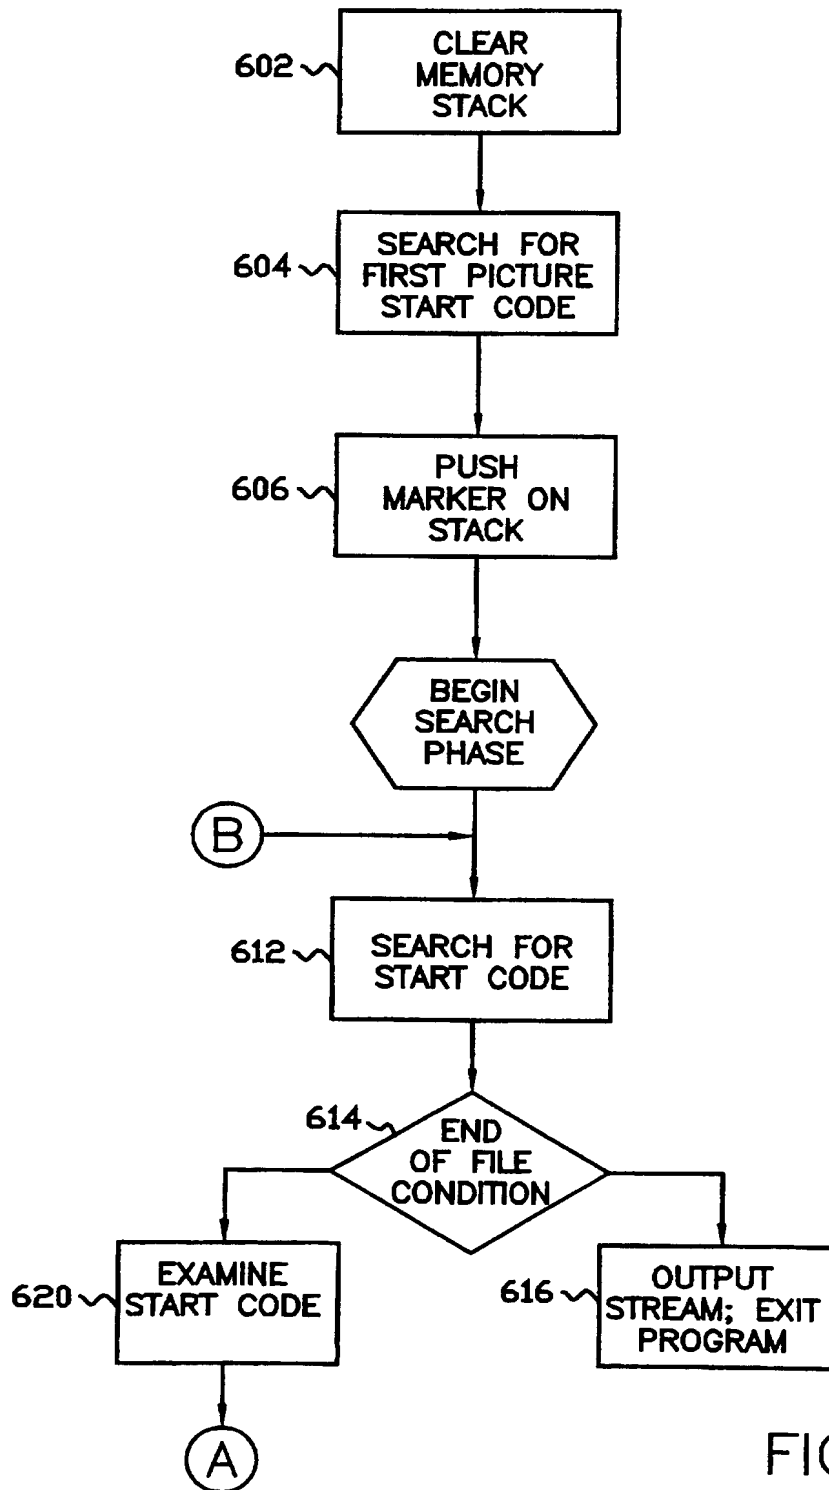 602
CLEAR
MEMORY
STACK
604
SEARCH FOR
FIRST PICTURE
START CODE
606
PUSH
MARKER ON
STACK
BEGIN
SEARCH
PHASE
B
612
SEARCH FOR
START CODE
614
END
OF FILE
CONDITION
620
EXAMINE
START CODE
616
OUTPUT
STREAM; EXIT
PROGRAM
A